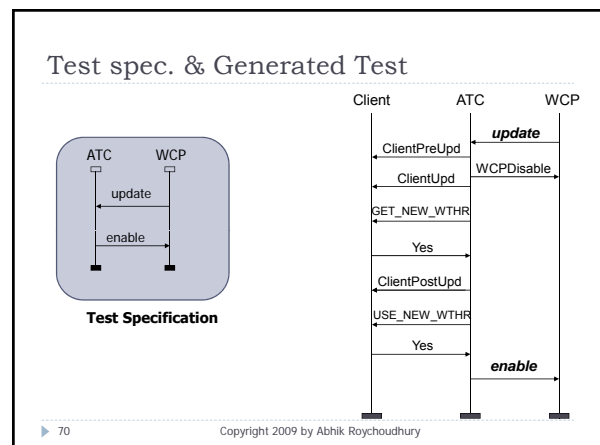 Test spec. & Generated Test
ATC WCP
update
enable
Test Specification
Client ATC WCP
update
ClientPreUpd
WCPDisable
ClientUpd
GET_NEW_WTHR
Yes
ClientPostUpd
USE_NEW_WTHR
Yes
enable
70 Copyright 2009 by Abhik Roychoudhury